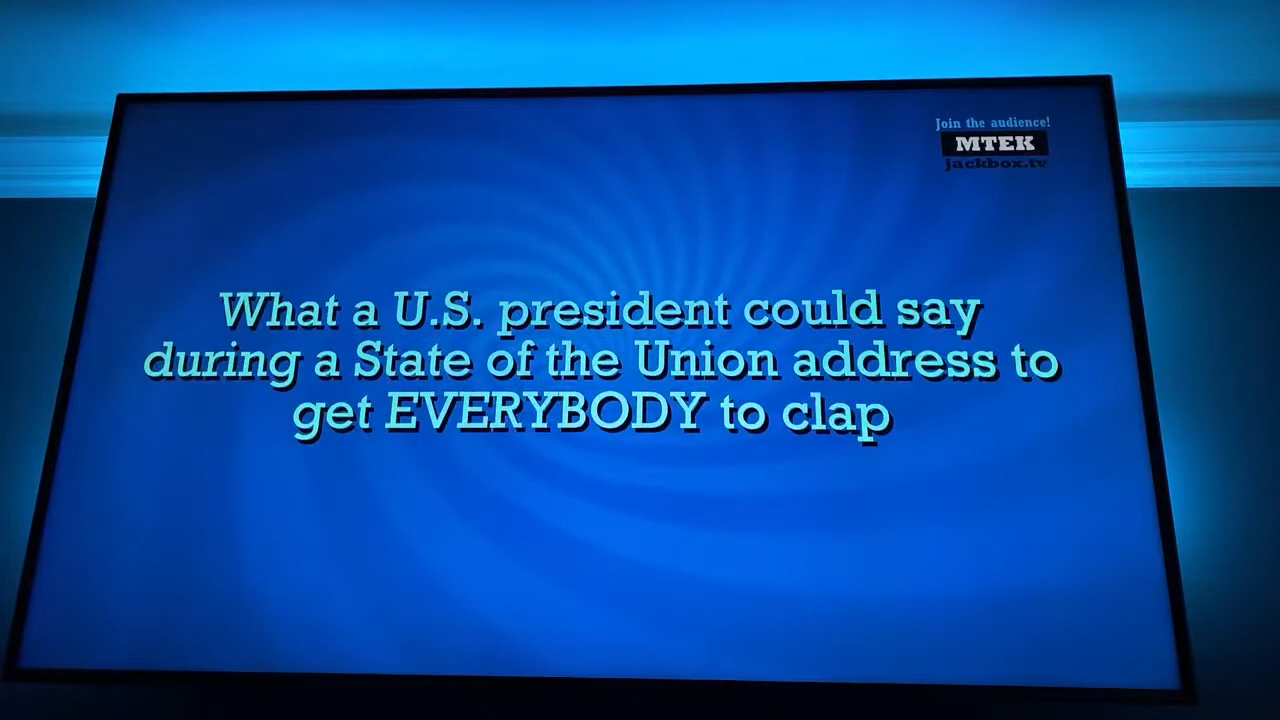 Join the audience!
MTEK
jackbox.tv
What a U.S. president could say
during a State of the Union address to
get EVERYBODY to clap